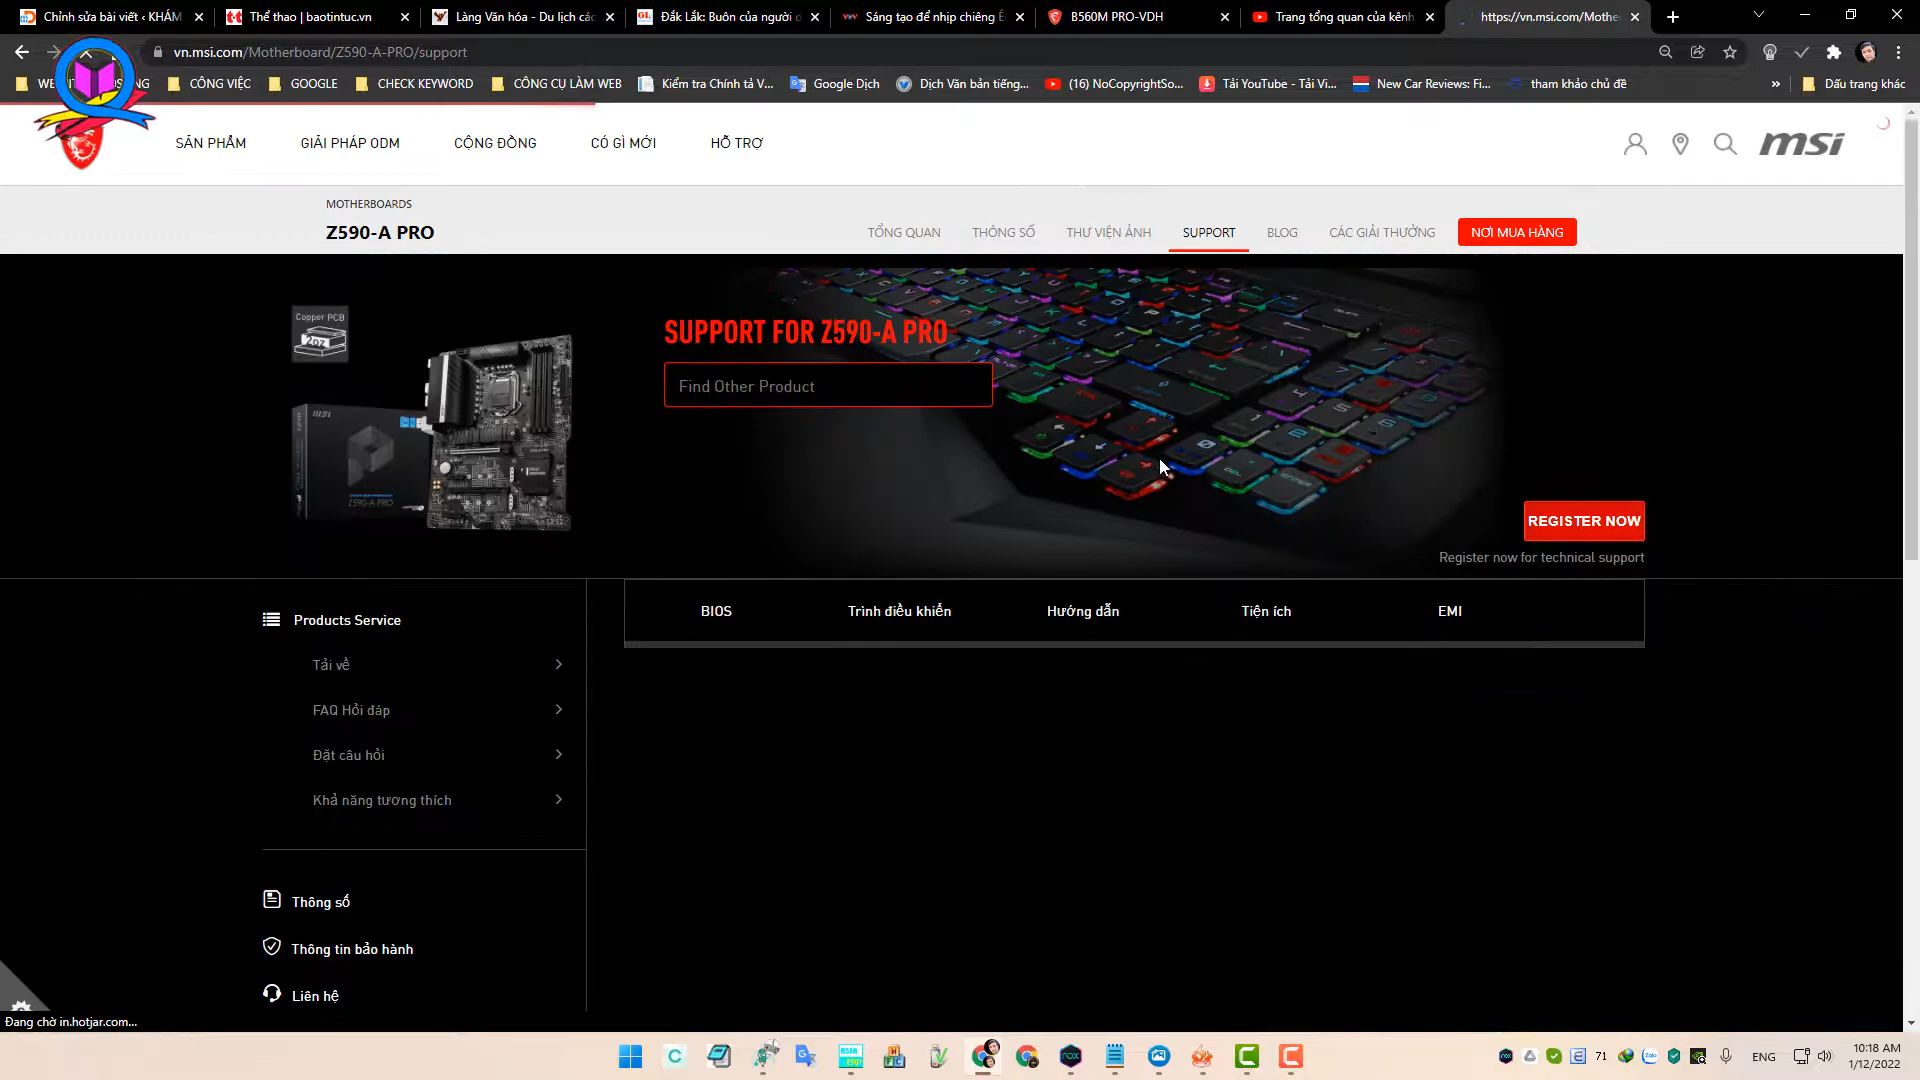 Chỉnh sửa bài viết ‹ KHÁM
Thể thao | baotintuc.vn
Làng Văn hóa - Du lịch các
Đắk Lắk: Buôn của người
Sáng tạo để nhịp chiêng
B560M PRO-VDH
Trang tổng quan của kênh
https://vn.msi.com/Mothe
vn.msi.com/Motherboard/Z590-A-PRO/support
CÔNG VIỆC
GOOGLE
CHECK KEYWORD
CÔNG CỤ LÀM WEB
Kiểm tra Chính tả V...
Google Dịch
Dịch Văn bản tiếng...
(16) NoCopyrightSo...
Tải YouTube - Tải Vi...
New Car Reviews: Fi...
tham khảo chủ đề
»
Dấu trang khác
SẢN PHẨM
GIẢI PHÁP ODM
CỘNG ĐỒNG
CÓ GÌ MỚI
HỖ TRỢ
msi
MOTHERBOARDS
Z590-A PRO
TỔNG QUAN
THÔNG SỐ
THƯ VIỆN ẢNH
SUPPORT
BLOG
CÁC GIẢI THƯỞNG
NƠI MUA HÀNG
Copper PCB
2oz
SUPPORT FOR Z590-A PRO
Find Other Product
msi
Z590-A PRO
REGISTER NOW
Register now for technical support
Products Service
Tải về
FAQ Hỏi đáp
Đặt câu hỏi
Khả năng tương thích
BIOS
Trình điều khiển
Hướng dẫn
Tiện ích
EMI
Thông số
Thông tin bảo hành
Liên hệ
Đang chờ in.hotjar.com...
71
ENG
10:18 AM
1/12/2022